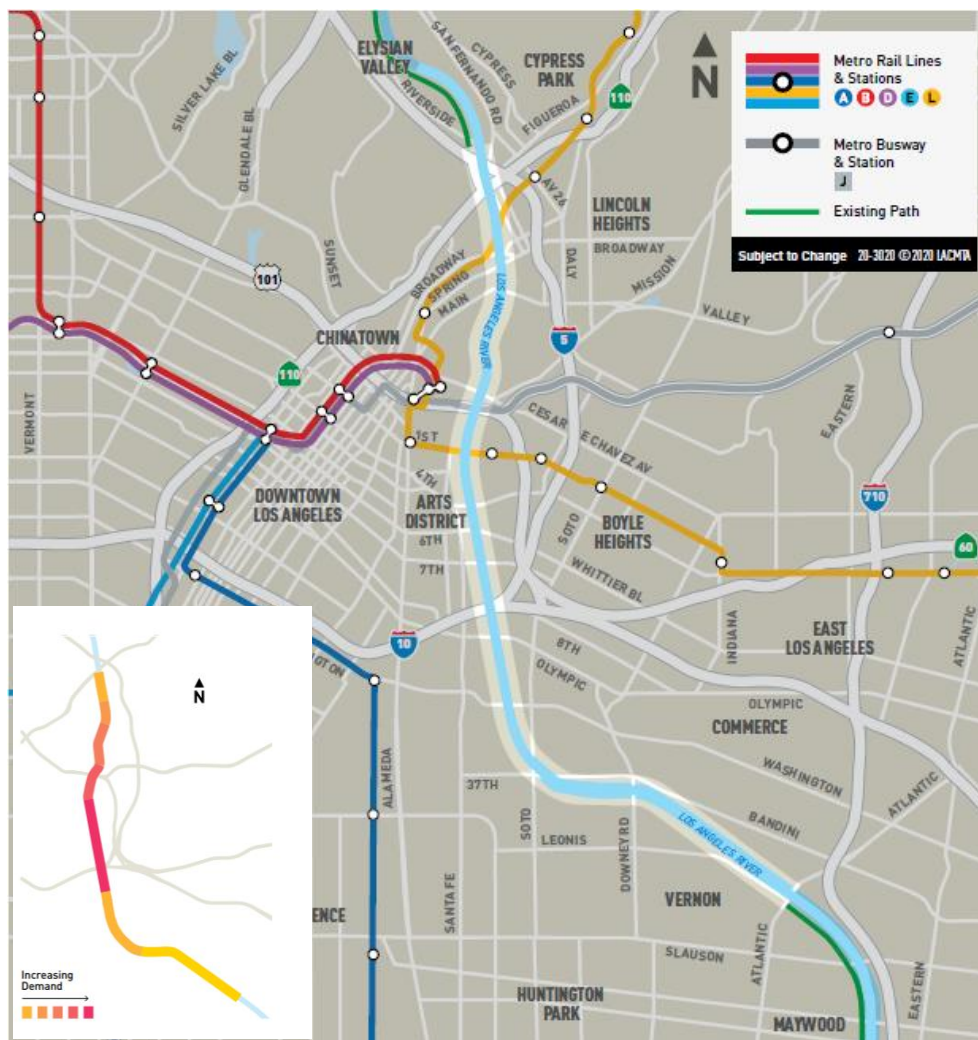 ELYSIAN
VALLEY
SAN FERNANDO RD
CYPRESS
CYPRESS
PARK
SILVER LAKE BL
GLENDALE BL
RIVERSIDE
FIGUEROA
110
N
Metro Rail Lines
& Stations
A B D E L
Metro Busway
& Station
J
Existing Path
Subject to Change 20-3020 ©2020 LACMTA
AV 26
LINCOLN
HEIGHTS
BROADWAY
DALY
MISSION
SUNSET
101
BROADWAY
SPRING
MAIN
LOS ANGELES RIVER
VALLEY
CHINATOWN
5
110
VERMONT
EASTERN
CESAR E CHAVEZ AV
1ST
4TH
DOWNTOWN
LOS ANGELES
ARTS
DISTRICT
6TH
7TH
SOTO
BOYLE
HEIGHTS
WHITTIER BL
710
60
INDIANA
EAST
LOS ANGELES
ATLANTIC
10
8TH
OLYMPIC
OLYMPIC
COMMERCE
WASHINGTON
ATLANTIC
INGTON
ALAMEDA
37TH
SOTO
LEONIS
DOWNEY RD
BANDINI
LOS ANGELES RIVER
SANTA FE
VERNON
ENCE
SLAUSON
ATLANTIC
EASTERN
HUNTINGTON
PARK
MAYWOOD
N
Increasing
Demand